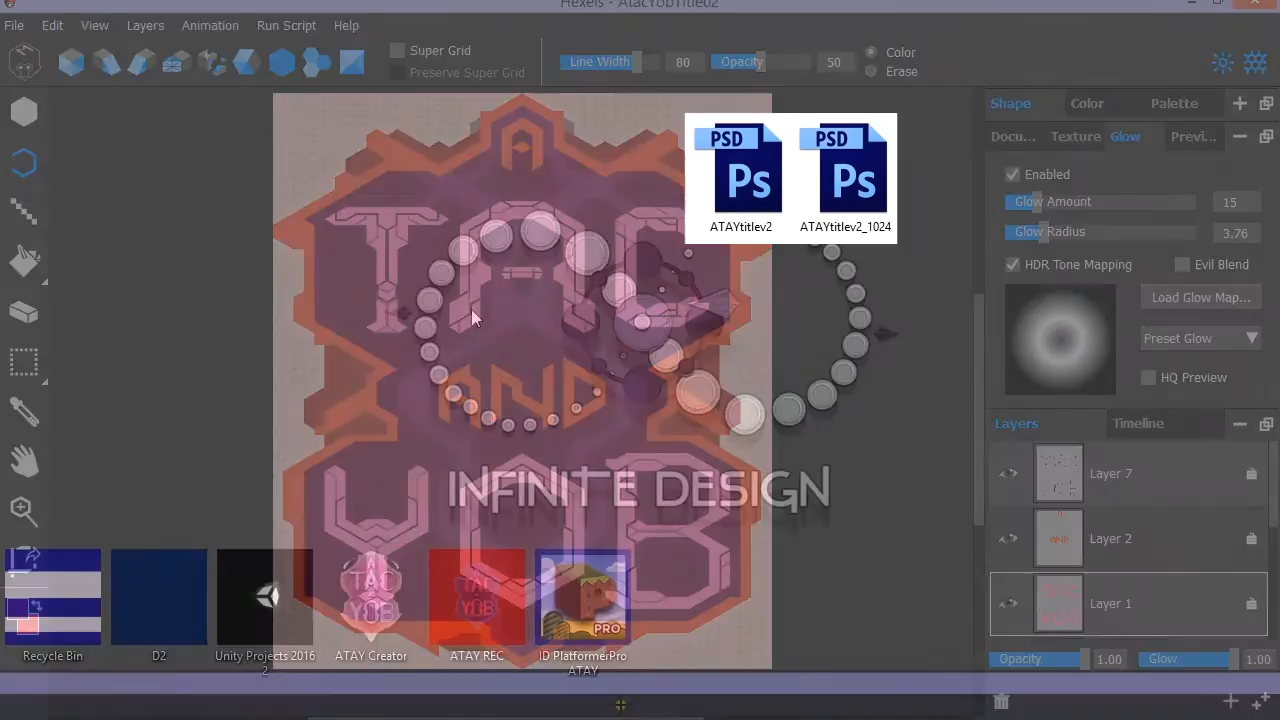 Hexels - AtacYobTitle02
File Edit View Layers Animation Run Script Help
Super Grid
Preserve Super Grid
Line Width 80 Opacity 50
Color
Erase
Shape Color Palette
Docu... Texture Glow Previ...
Enabled
Glow Amount 15
Glow Radius 3.76
HDR Tone Mapping Evil Blend
Load Glow Map...
Preset Glow
HQ Preview
Layers Timeline
Layer 7
Layer 2
Layer 1
Opacity 1.00 Glow 1.00
PSD PSD
Ps Ps
ATAYtitlev2 ATAYtitlev2_1024
A
TAC
AND
YOB
INFINITE DESIGN
TAC
YOB
TAC
YOB
PRO
Recycle Bin D2 Unity Projects 2016 ATAY Creator ATAY REC ID PlatformerPro
2 ATAY